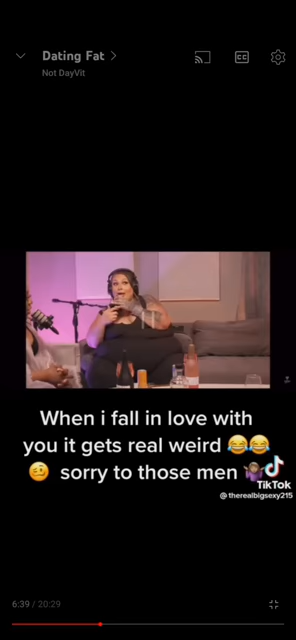 Dating Fat
CC
Not DayVit
When i fall in love with
you it gets real weird 😂😂
🤨 sorry to those men 🤷🏽‍♀️
TikTok
@therealbigsexy215
6:39 / 20:29